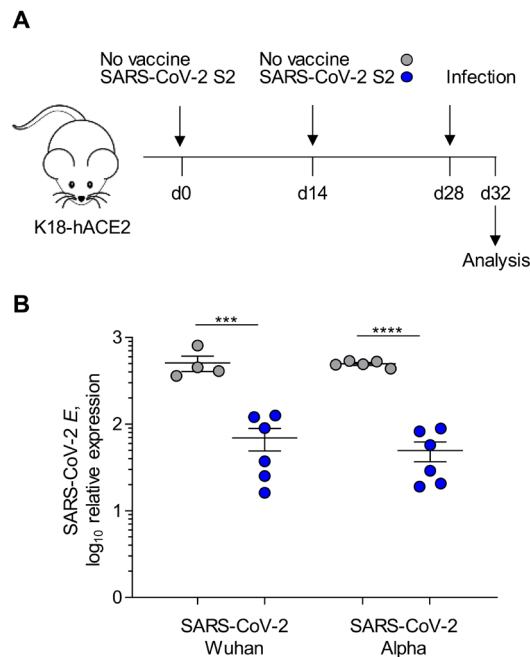 A
No vaccine
SARS-CoV-2 S2
No vaccine
SARS-CoV-2 S2
Infection
d0
d14
d28
d32
K18-hACE2
Analysis
B
SARS-CoV-2 E,
log10 relative expression
3
2
1
0
***
****
SARS-CoV-2
Wuhan
SARS-CoV-2
Alpha